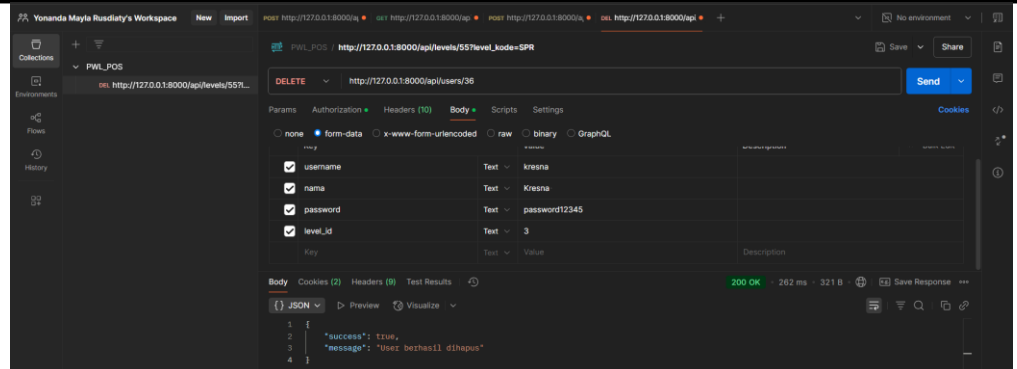 Yonanda Mayla Rusdiaty's Workspace New Import POST http://127.0.0.1:8000/a GET http://127.0.0.1:8000/ap POST http://127.0.0.1:8000/a DEL http://127.0.0.1:8000/api + No environment
Collections
Environments
Flows
History
PWL_POS
DEL http://127.0.0.1:8000/api/levels/55?l...
PWL_POS / http://127.0.0.1:8000/api/levels/55?level_kode=SPR Save Share
DELETE http://127.0.0.1:8000/api/users/36 Send
Params Authorization Headers (10) Body Scripts Settings Cookies
none form-data x-www-form-urlencoded raw binary GraphQL
username Text kresna
nama Text Kresna
password Text password12345
level_id Text 3
Key Text Value Description
Body Cookies (2) Headers (9) Test Results 200 OK 262 ms 321 B Save Response
{} JSON Preview Visualize
1 {
2 "success": true,
3 "message": "User berhasil dihapus"
4 }